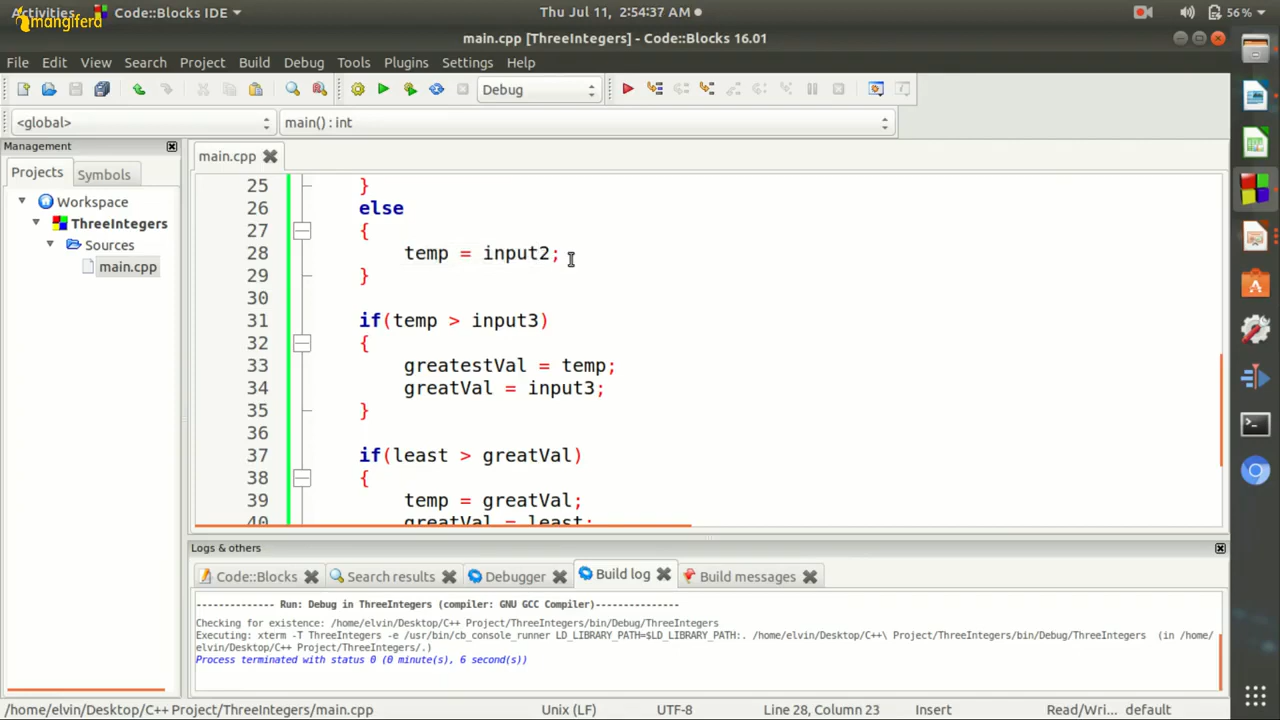 Activities
Code::Blocks IDE
Thu Jul 11, 2:54:37 AM
56%
mangifera
main.cpp [ThreeIntegers] - Code::Blocks 16.01
File Edit View Search Project Build Debug Tools Plugins Settings Help
Debug
<global>
main() : int
Management
main.cpp
Projects Symbols
Workspace
ThreeIntegers
Sources
main.cpp
25 }
26 else
27 {
28 temp = input2;
29 }
30
31 if(temp > input3)
32 {
33 greatestVal = temp;
34 greatVal = input3;
35 }
36
37 if(least > greatVal)
38 {
39 temp = greatVal;
40 greatVal = least;
Logs & others
Code::Blocks Search results Debugger Build log Build messages
-------------- Run: Debug in ThreeIntegers (compiler: GNU GCC Compiler)---------------
Checking for existence: /home/elvin/Desktop/C++ Project/ThreeIntegers/bin/Debug/ThreeIntegers
Executing: xterm -T ThreeIntegers -e /usr/bin/cb_console_runner LD_LIBRARY_PATH=$LD_LIBRARY_PATH:. /home/elvin/Desktop/C++\ Project/ThreeIntegers/bin/Debug/ThreeIntegers  (in /home/
elvin/Desktop/C++ Project/ThreeIntegers/.)
Process terminated with status 0 (0 minute(s), 6 second(s))
/home/elvin/Desktop/C++ Project/ThreeIntegers/main.cpp
Unix (LF)
UTF-8
Line 28, Column 23
Insert
Read/Wri...
default